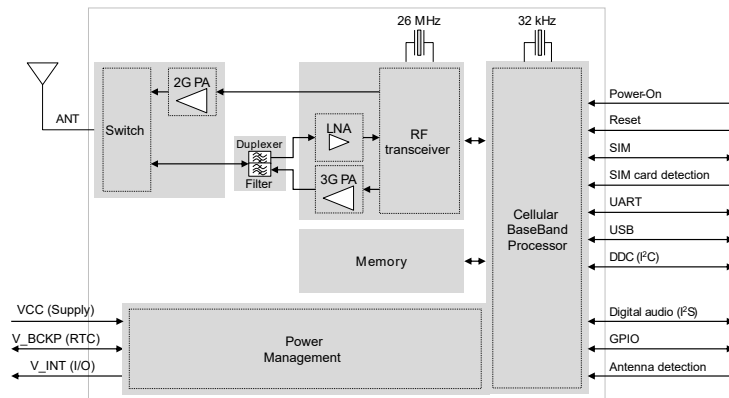 26 MHz
32 kHz
2G PA
ANT
Switch
LNA
RF
transceiver
Duplexer
Filter
3G PA
Memory
Cellular
BaseBand
Processor
Power-On
Reset
SIM
SIM card detection
UART
USB
DDC (I²C)
VCC (Supply)
V_BCKP (RTC)
V_INT (I/O)
Power
Management
Digital audio (I²S)
GPIO
Antenna detection